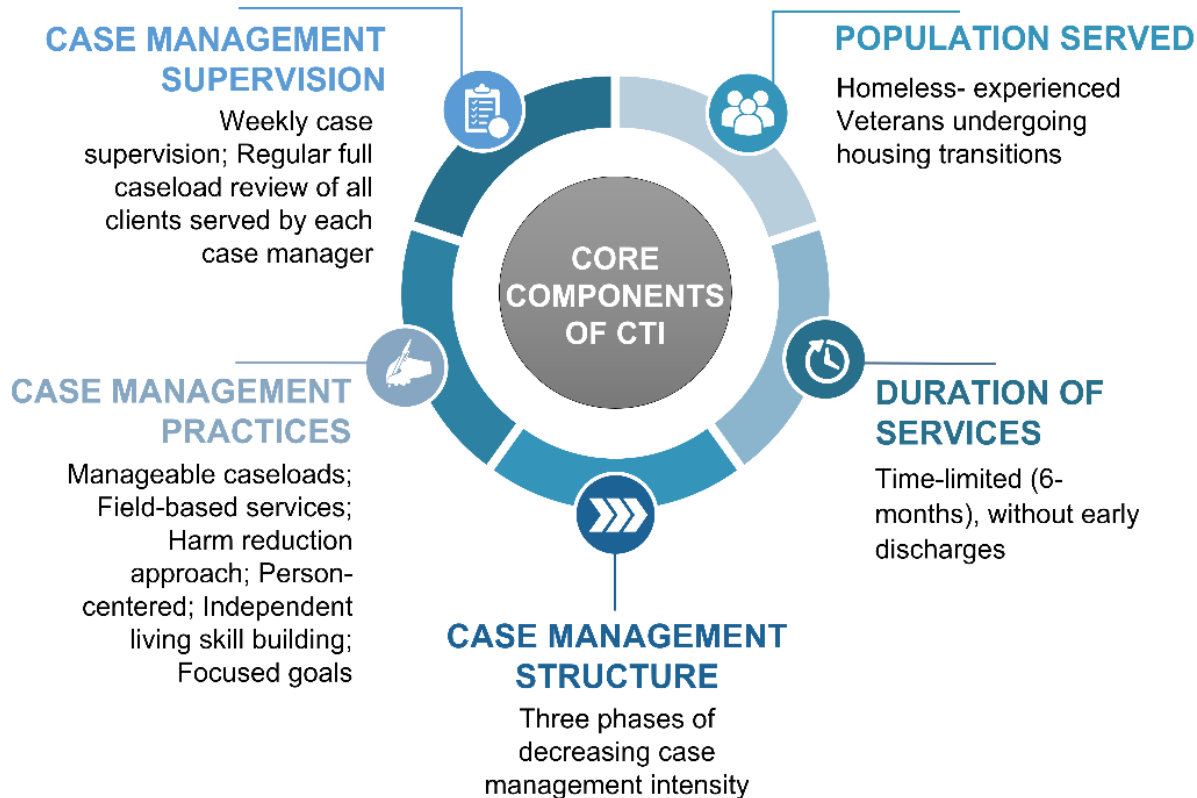 CASE MANAGEMENT
SUPERVISION
Weekly case
supervision; Regular full
caseload review of all
clients served by each
case manager
POPULATION SERVED
Homeless- experienced
Veterans undergoing
housing transitions
CORE
COMPONENTS
OF CTI
CASE MANAGEMENT
PRACTICES
Manageable caseloads;
Field-based services;
Harm reduction
approach; Person-
centered; Independent
living skill building;
Focused goals
DURATION OF
SERVICES
Time-limited (6-
months), without early
discharges
CASE MANAGEMENT
STRUCTURE
Three phases of
decreasing case
management intensity